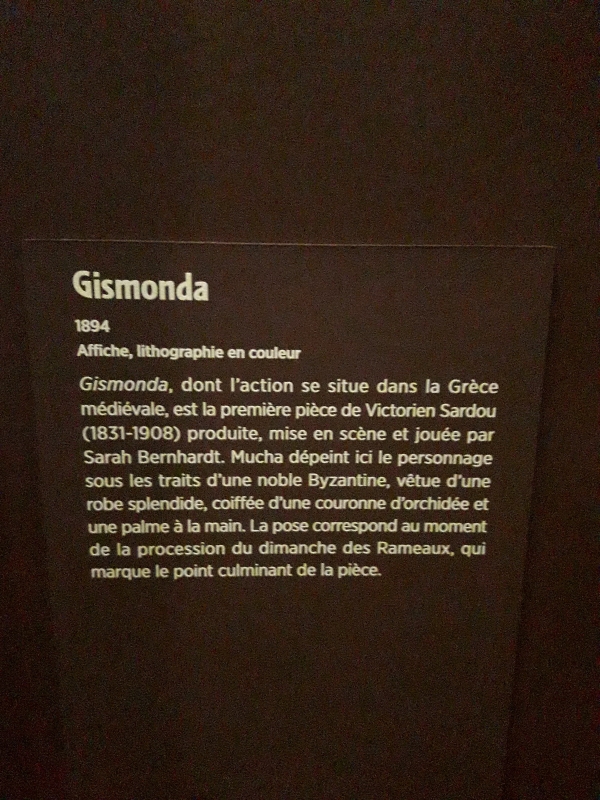 Gismonda
1894
Affiche, lithographie en couleur
Gismonda, dont l'action se situe dans la Grèce
médiévale, est la première pièce de Victorien Sardou
(1831-1908) produite, mise en scène et jouée par
Sarah Bernhardt. Mucha dépeint ici le personnage
sous les traits d'une noble Byzantine, vêtue d'une
robe splendide, coiffée d'une couronne d'orchidée et
une palme à la main. La pose correspond au moment
de la procession du dimanche des Rameaux, qui
marque le point culminant de la pièce.